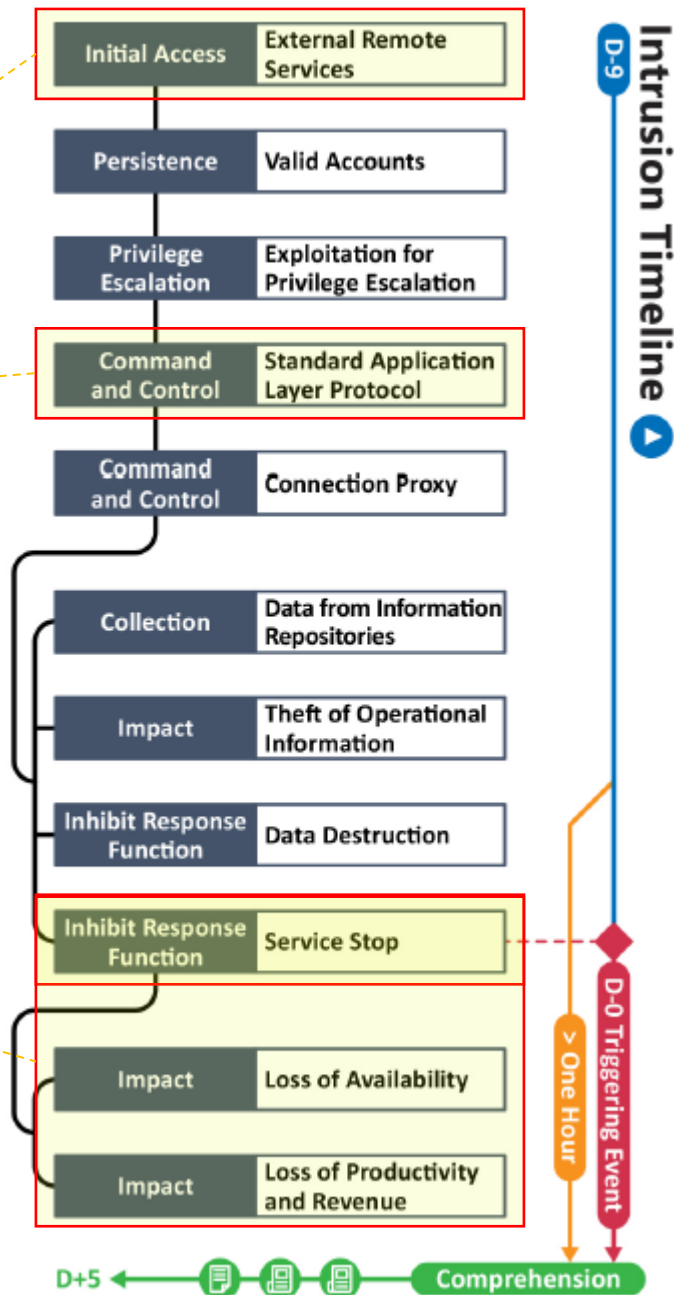 Initial Access
External Remote
Services
Persistence
Valid Accounts
Privilege
Escalation
Exploitation for
Privilege Escalation
Command
and Control
Standard Application
Layer Protocol
Command
and Control
Connection Proxy
Collection
Data from Information
Repositories
Impact
Theft of Operational
Information
Inhibit Response
Function
Data Destruction
Inhibit Response
Function
Service Stop
Impact
Loss of Availability
Impact
Loss of Productivity
and Revenue
Intrusion Timeline
D-9
D-0 Triggering Event
> One Hour
Comprehension
D+5